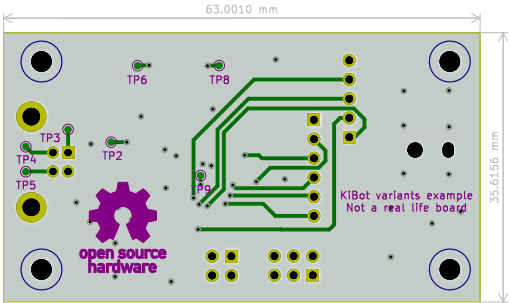 63.0010 mm
TP6
TP8
TP3
TP2
TP4
TP5
TP9
35.6156 mm
KiBot variants example
Not a real life board
open source
hardware